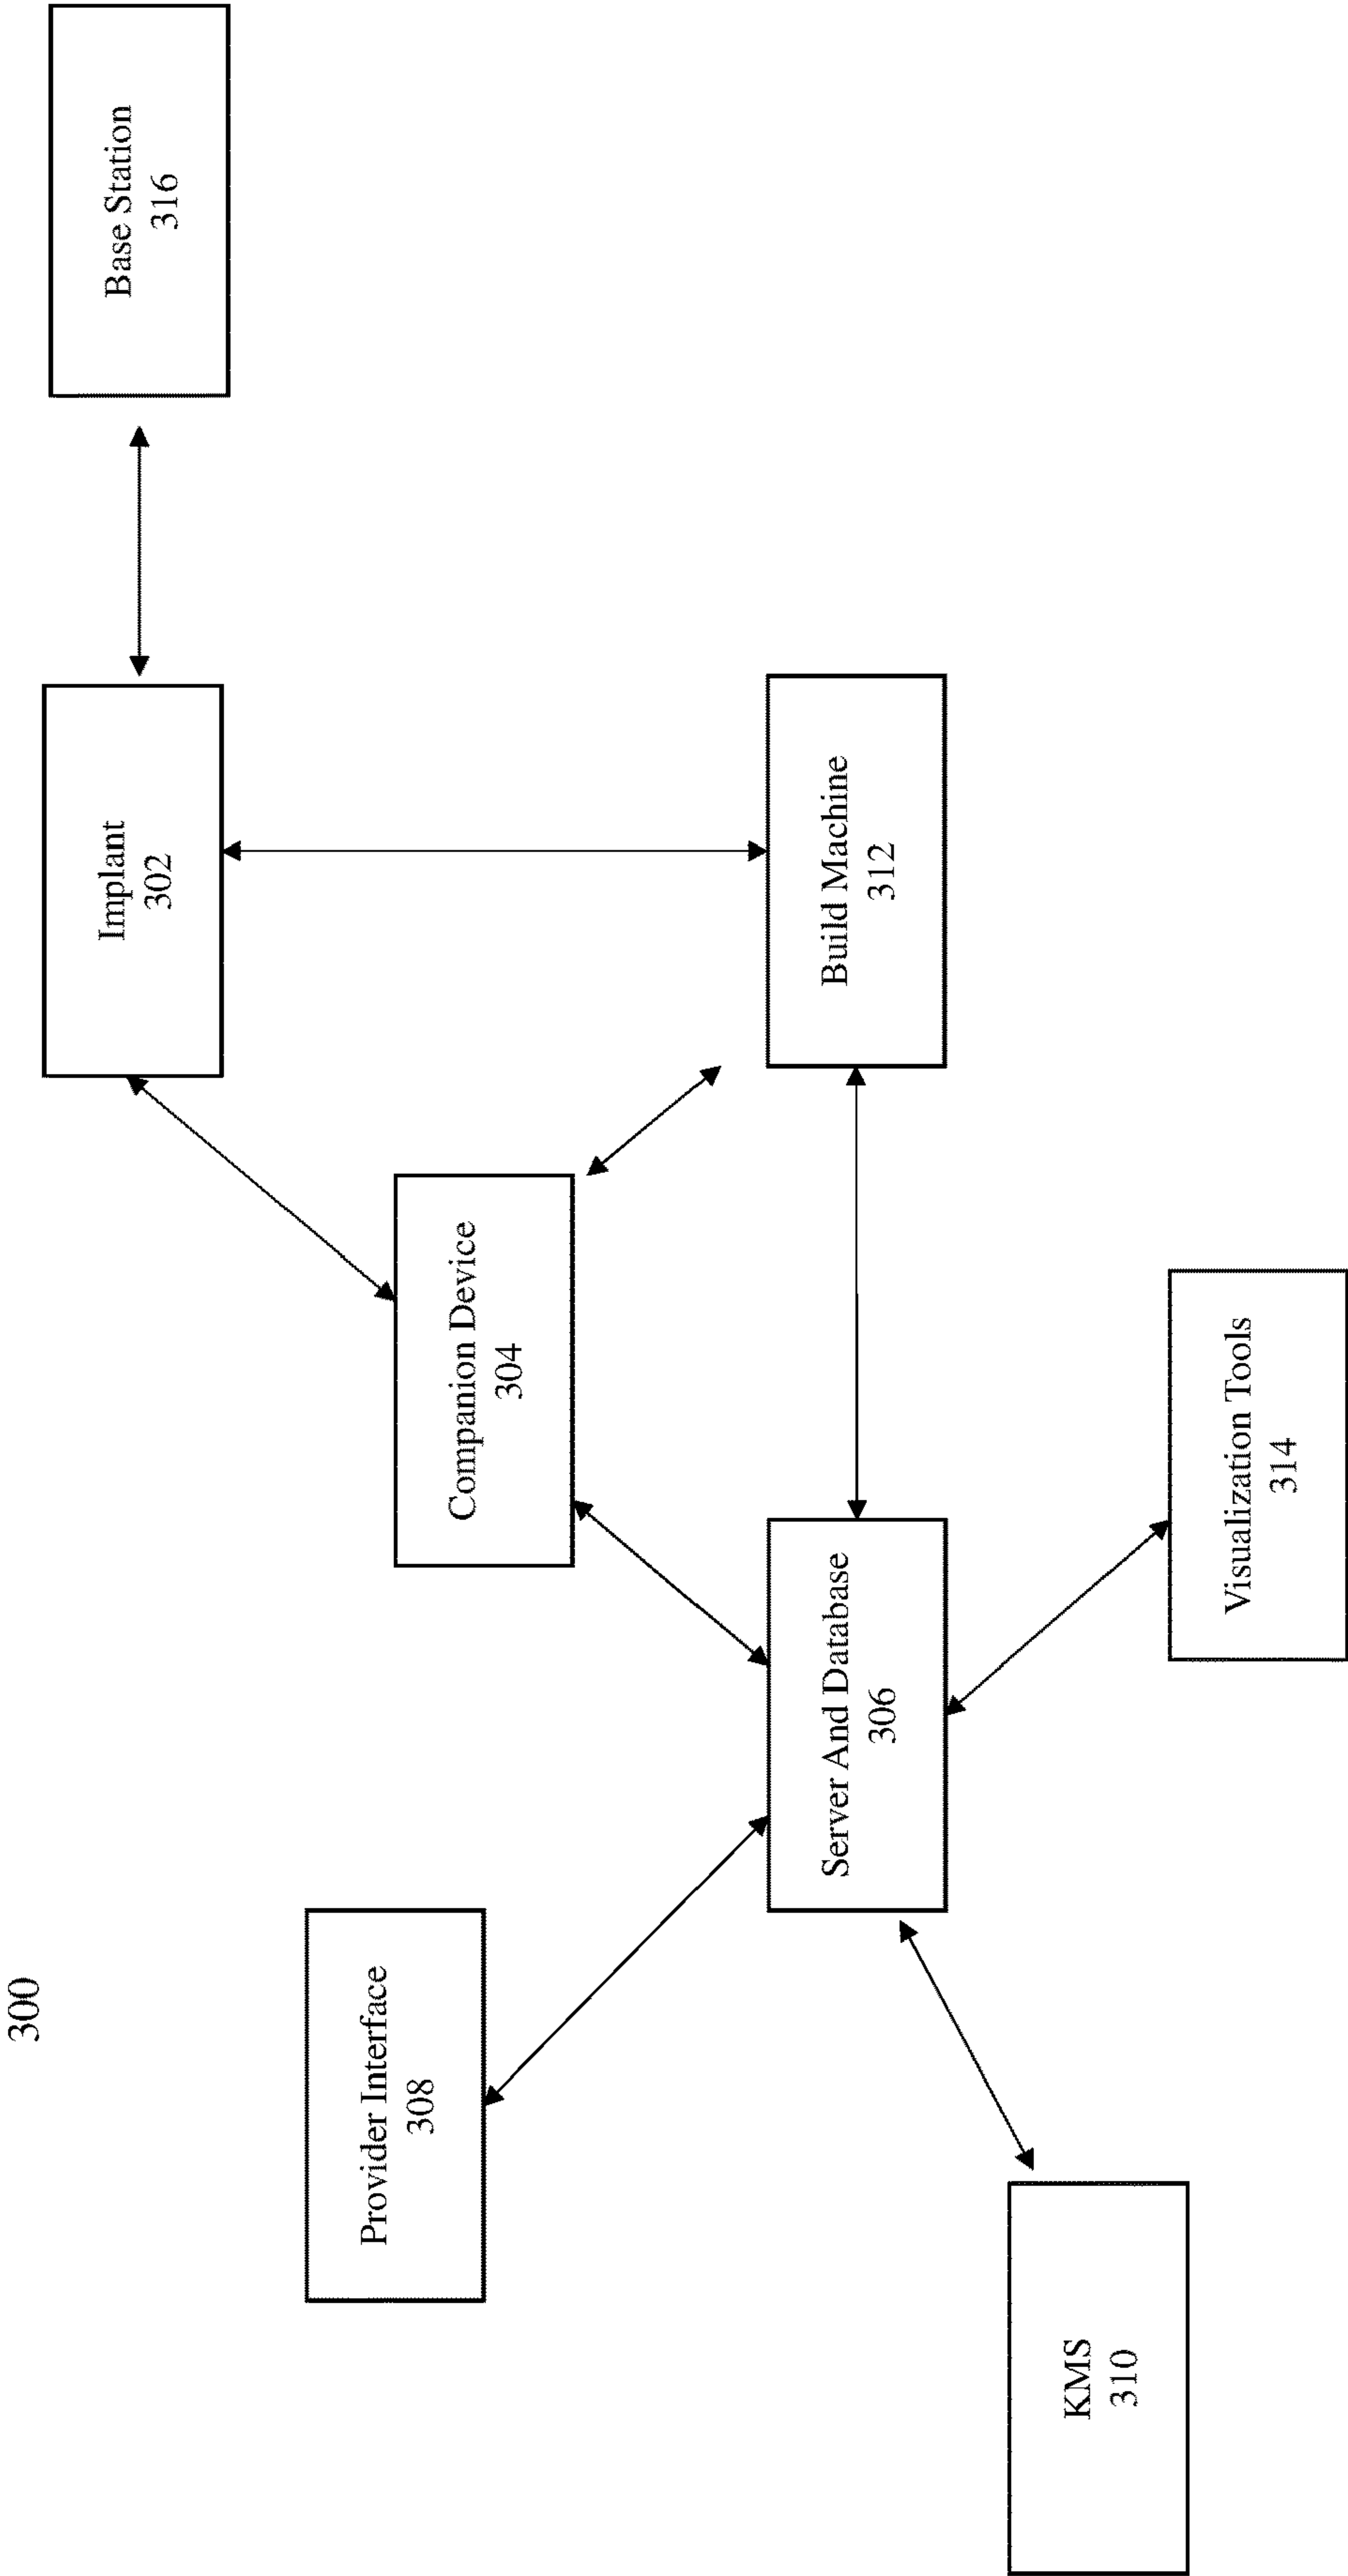 300
Provider Interface
308
KMS
310
Server And Database
306
Companion Device
304
Visualization Tools
314
Implant
302
Build Machine
312
Base Station
316